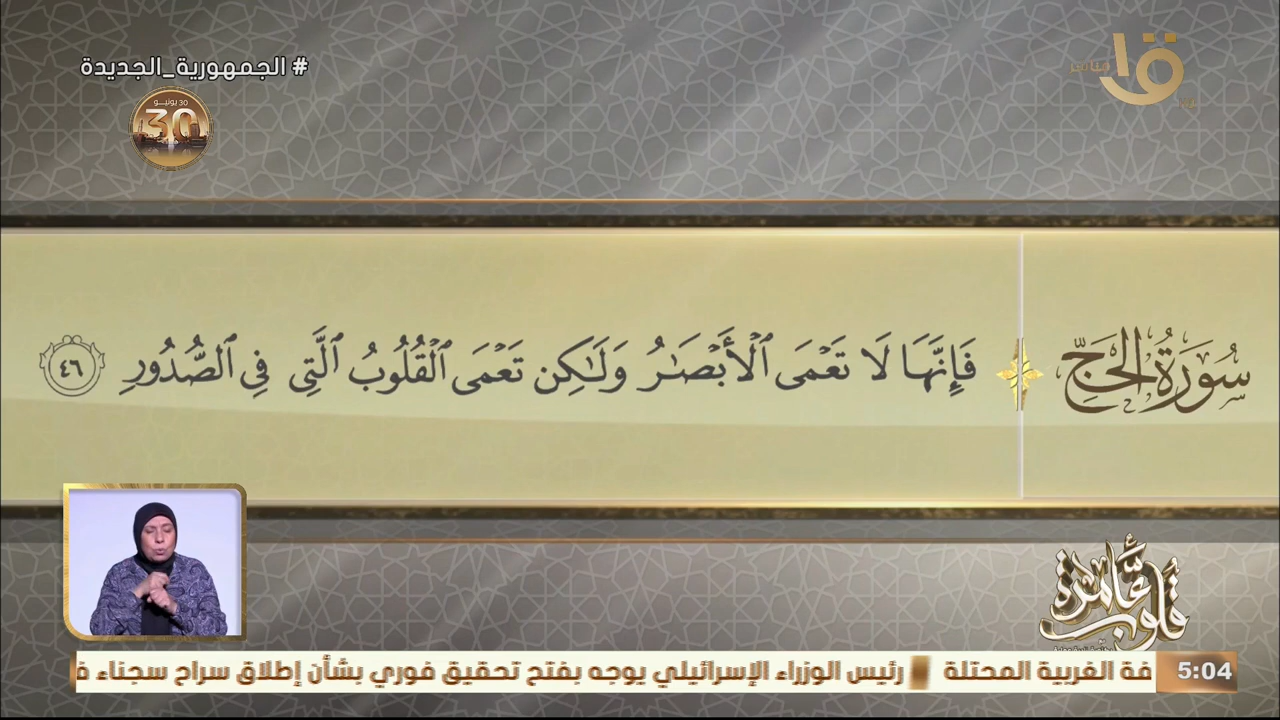 # الجمهورية_الجديدة
30 يونيو
30
سُورَةُ الحَجِّ
فَإِنَّهَا لَا تَعْمَى ٱلْأَبْصَٰرُ وَلَٰكِن تَعْمَى ٱلْقُلُوبُ ٱلَّتِى فِى ٱلصُّدُورِ ٤٦
قلوب عامرة
5:04
فة الغربية المحتلة
رئيس الوزراء الإسرائيلي يوجه بفتح تحقيق فوري بشأن إطلاق سراح سجناء